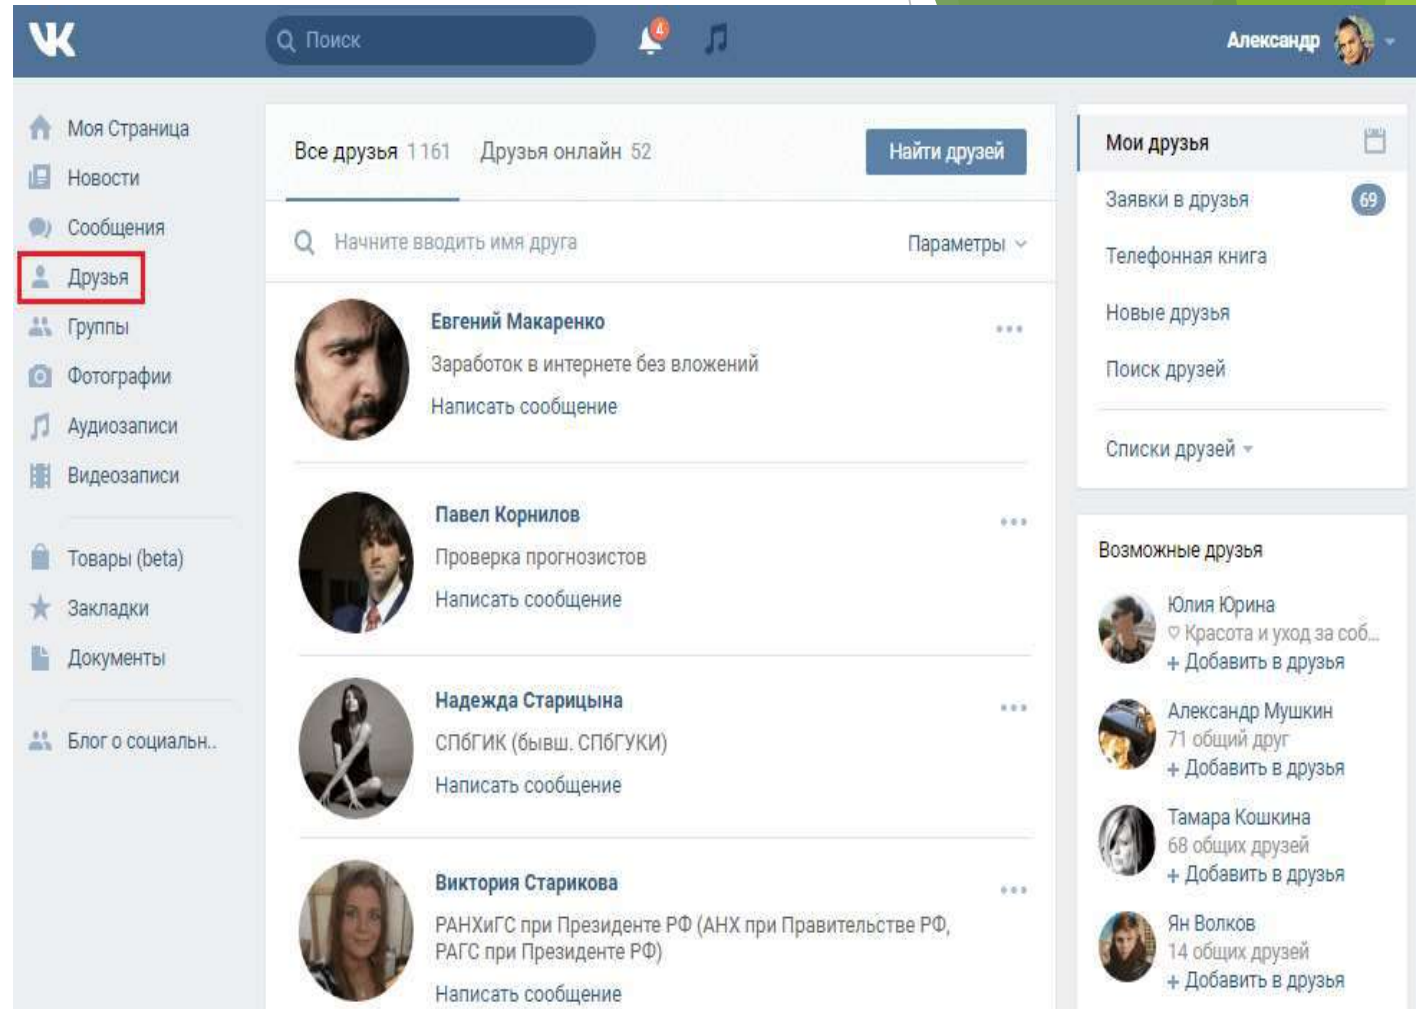 VK
Поиск
4
Александр
Моя Страница
Новости
Сообщения
Друзья
Группы
Фотографии
Аудиозаписи
Видеозаписи
Товары (beta)
Закладки
Документы
Блог о социальн..
Все друзья 1 161 Друзья онлайн 52
Найти друзей
Начните вводить имя друга
Параметры
Евгений Макаренко
Заработок в интернете без вложений
Написать сообщение
Павел Корнилов
Проверка прогнозистов
Написать сообщение
Надежда Старицына
СПбГИК (бывш. СПбГУКИ)
Написать сообщение
Виктория Старикова
РАНХиГС при Президенте РФ (АНХ при Правительстве РФ,
РАГС при Президенте РФ)
Написать сообщение
Мои друзья
Заявки в друзья 69
Телефонная книга
Новые друзья
Поиск друзей
Списки друзей
Возможные друзья
Юлия Юрина
♡ Красота и уход за соб...
+ Добавить в друзья
Александр Мушкин
71 общий друг
+ Добавить в друзья
Тамара Кошкина
68 общих друзей
+ Добавить в друзья
Ян Волков
14 общих друзей
+ Добавить в друзья